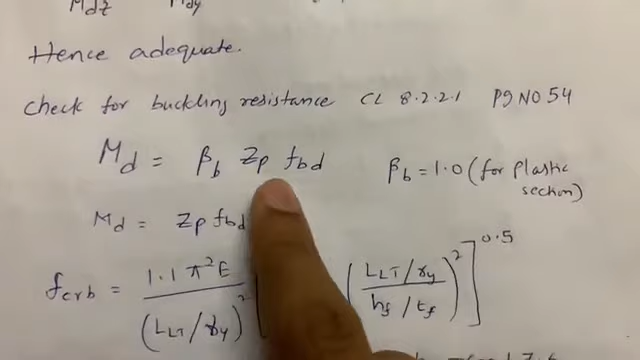 Mdz Mdy
Hence adequate.
Check for buckling resistance CL 8.2.2.1 Pg NO 54
Md = βb Zp fbd βb = 1.0 (for Plastic section)
Md = Zp fbd
fcrb = 1.1 π²E / (LLT/ry)² [ ( (LLT/ry) / (hf/tf) )² ]^0.5